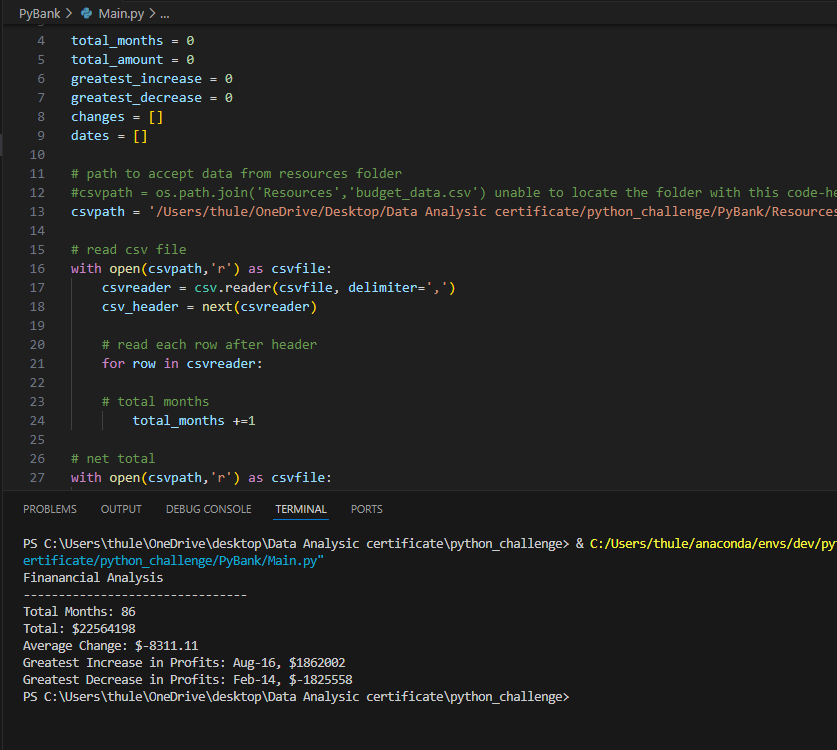 PyBank > Main.py > ...
4 total_months = 0
5 total_amount = 0
6 greatest_increase = 0
7 greatest_decrease = 0
8 changes = []
9 dates = []
10
11 # path to accept data from resources folder
12 #csvpath = os.path.join('Resources','budget_data.csv') unable to locate the folder with this code-he
13 csvpath = '/Users/thule/OneDrive/Desktop/Data Analysic certificate/python_challenge/PyBank/Resources
14
15 # read csv file
16 with open(csvpath,'r') as csvfile:
17 csvreader = csv.reader(csvfile, delimiter=',')
18 csv_header = next(csvreader)
19
20 # read each row after header
21 for row in csvreader:
22
23 # total months
24 total_months +=1
25
26 # net total
27 with open(csvpath,'r') as csvfile:
PROBLEMS OUTPUT DEBUG CONSOLE TERMINAL PORTS
PS C:\Users\thule\OneDrive\desktop\Data Analysic certificate\python_challenge> & C:/Users/thule/anaconda/envs/dev/py
ertificate/python_challenge/PyBank/Main.py"
Finanancial Analysis
--------------------------------
Total Months: 86
Total: $22564198
Average Change: $-8311.11
Greatest Increase in Profits: Aug-16, $1862002
Greatest Decrease in Profits: Feb-14, $-1825558
PS C:\Users\thule\OneDrive\desktop\Data Analysic certificate\python_challenge>